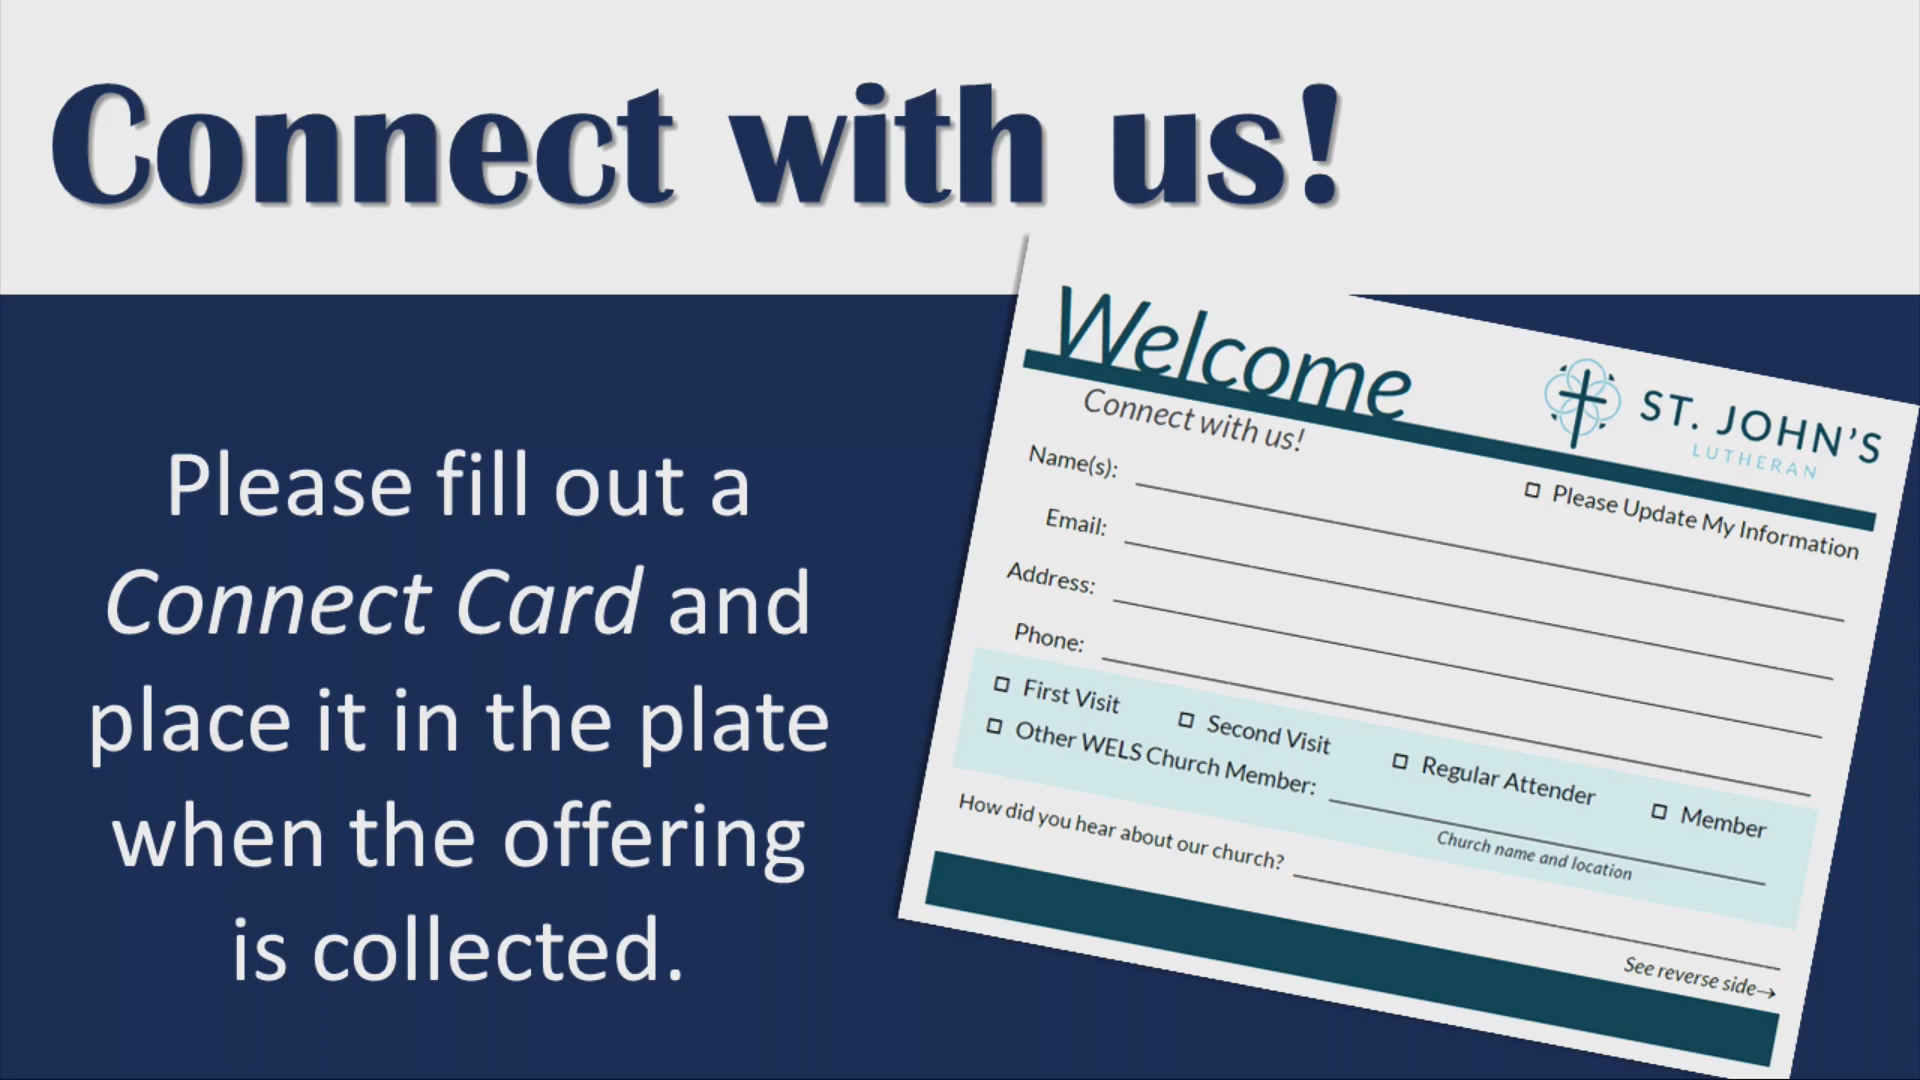 Connect with us!
Please fill out a
Connect Card and
place it in the plate
when the offering
is collected.
Welcome
ST. JOHN'S
LUTHERAN
Connect with us!
Please Update My Information
Name(s):
Email:
Address:
Phone:
First Visit
Second Visit
Regular Attender
Member
Other WELS Church Member:
Church name and location
How did you hear about our church?
See reverse side→